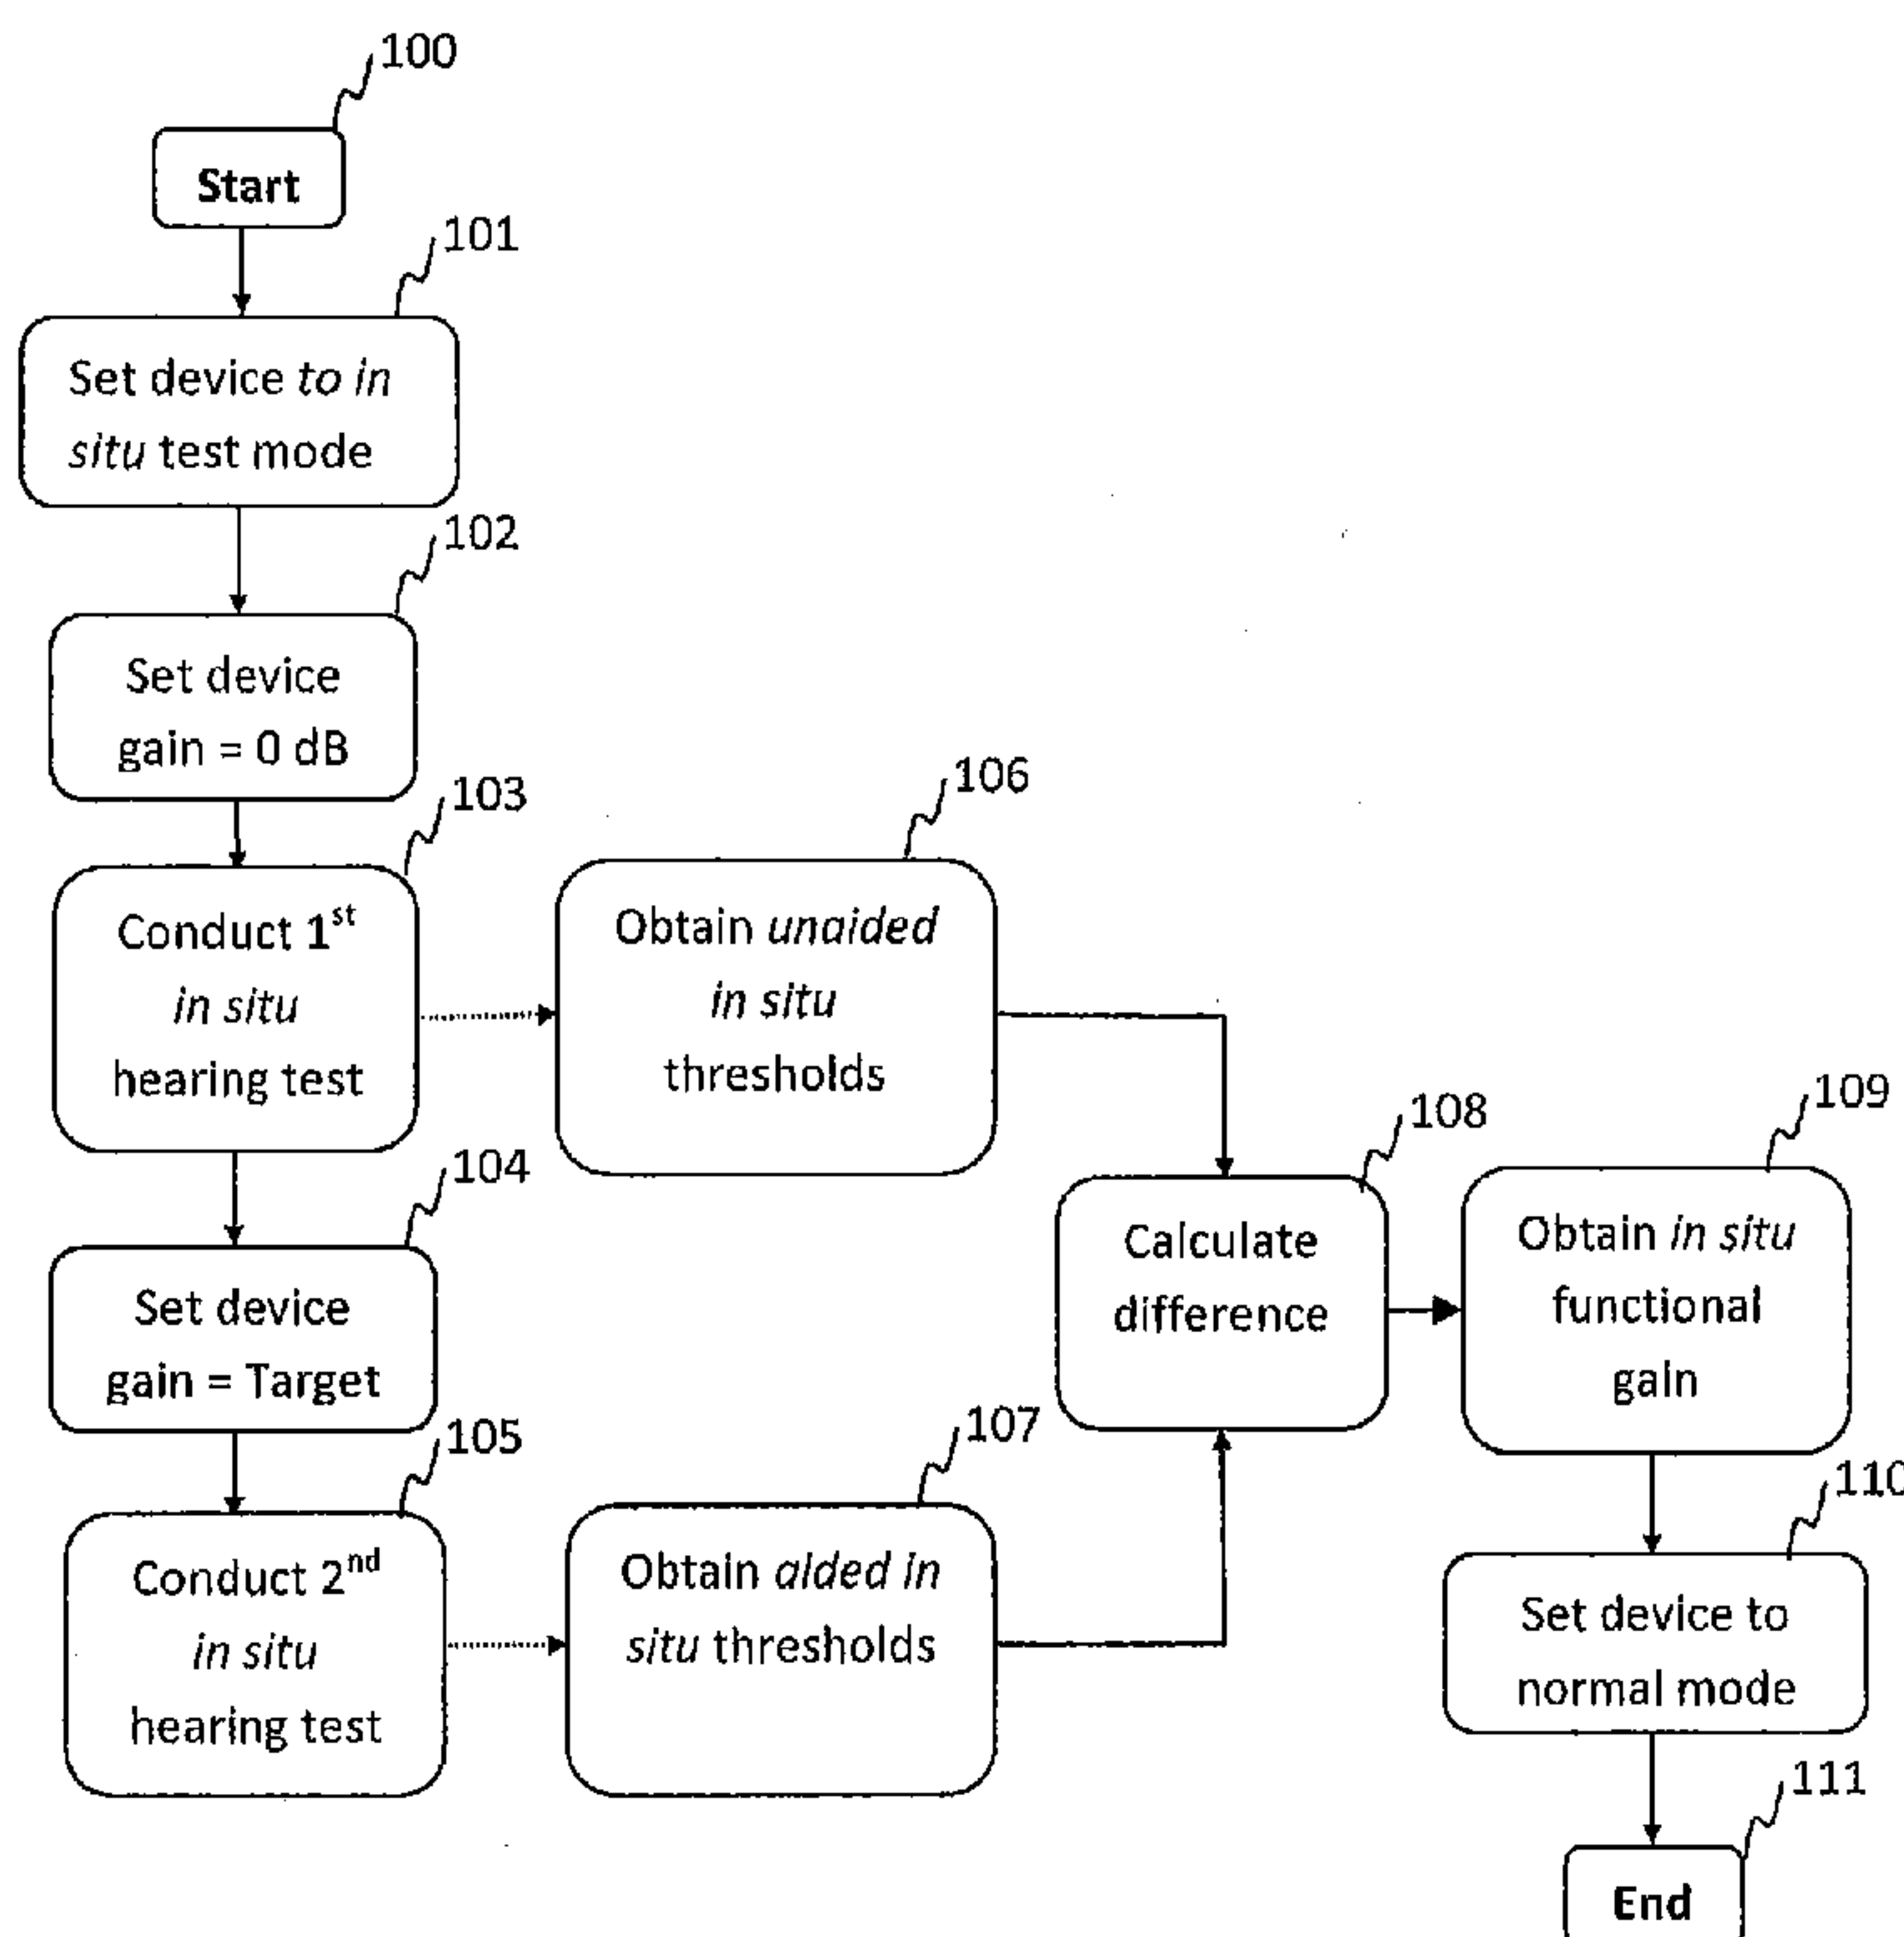 100
Start
101
Set device to in
situ test mode
102
Set device
gain = 0 dB
103
Conduct 1st
in situ
hearing test
106
Obtain unaided
in situ
thresholds
104
Set device
gain = Target
105
Conduct 2nd
in situ
hearing test
107
Obtain aided in
situ thresholds
108
Calculate
difference
109
Obtain in situ
functional
gain
110
Set device to
normal mode
111
End